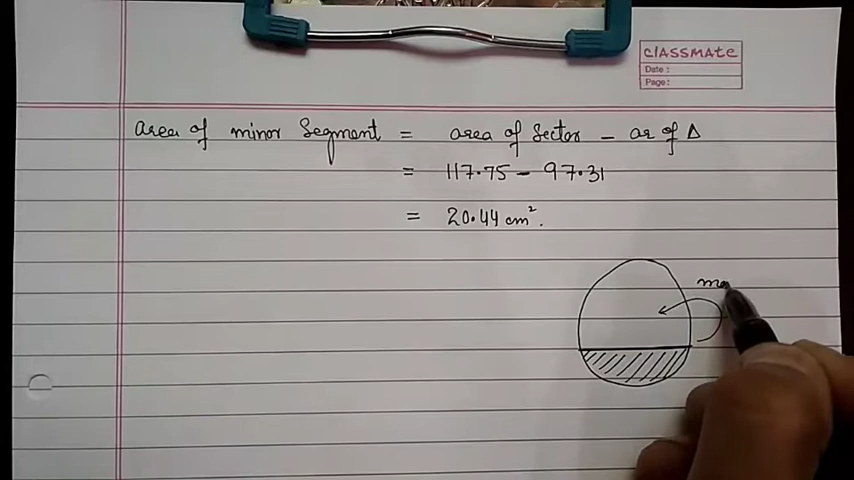 classmate
Date :
Page :
area of minor Segment = area of Sector - ar of Δ
= 117.75 - 97.31
= 20.44 cm².